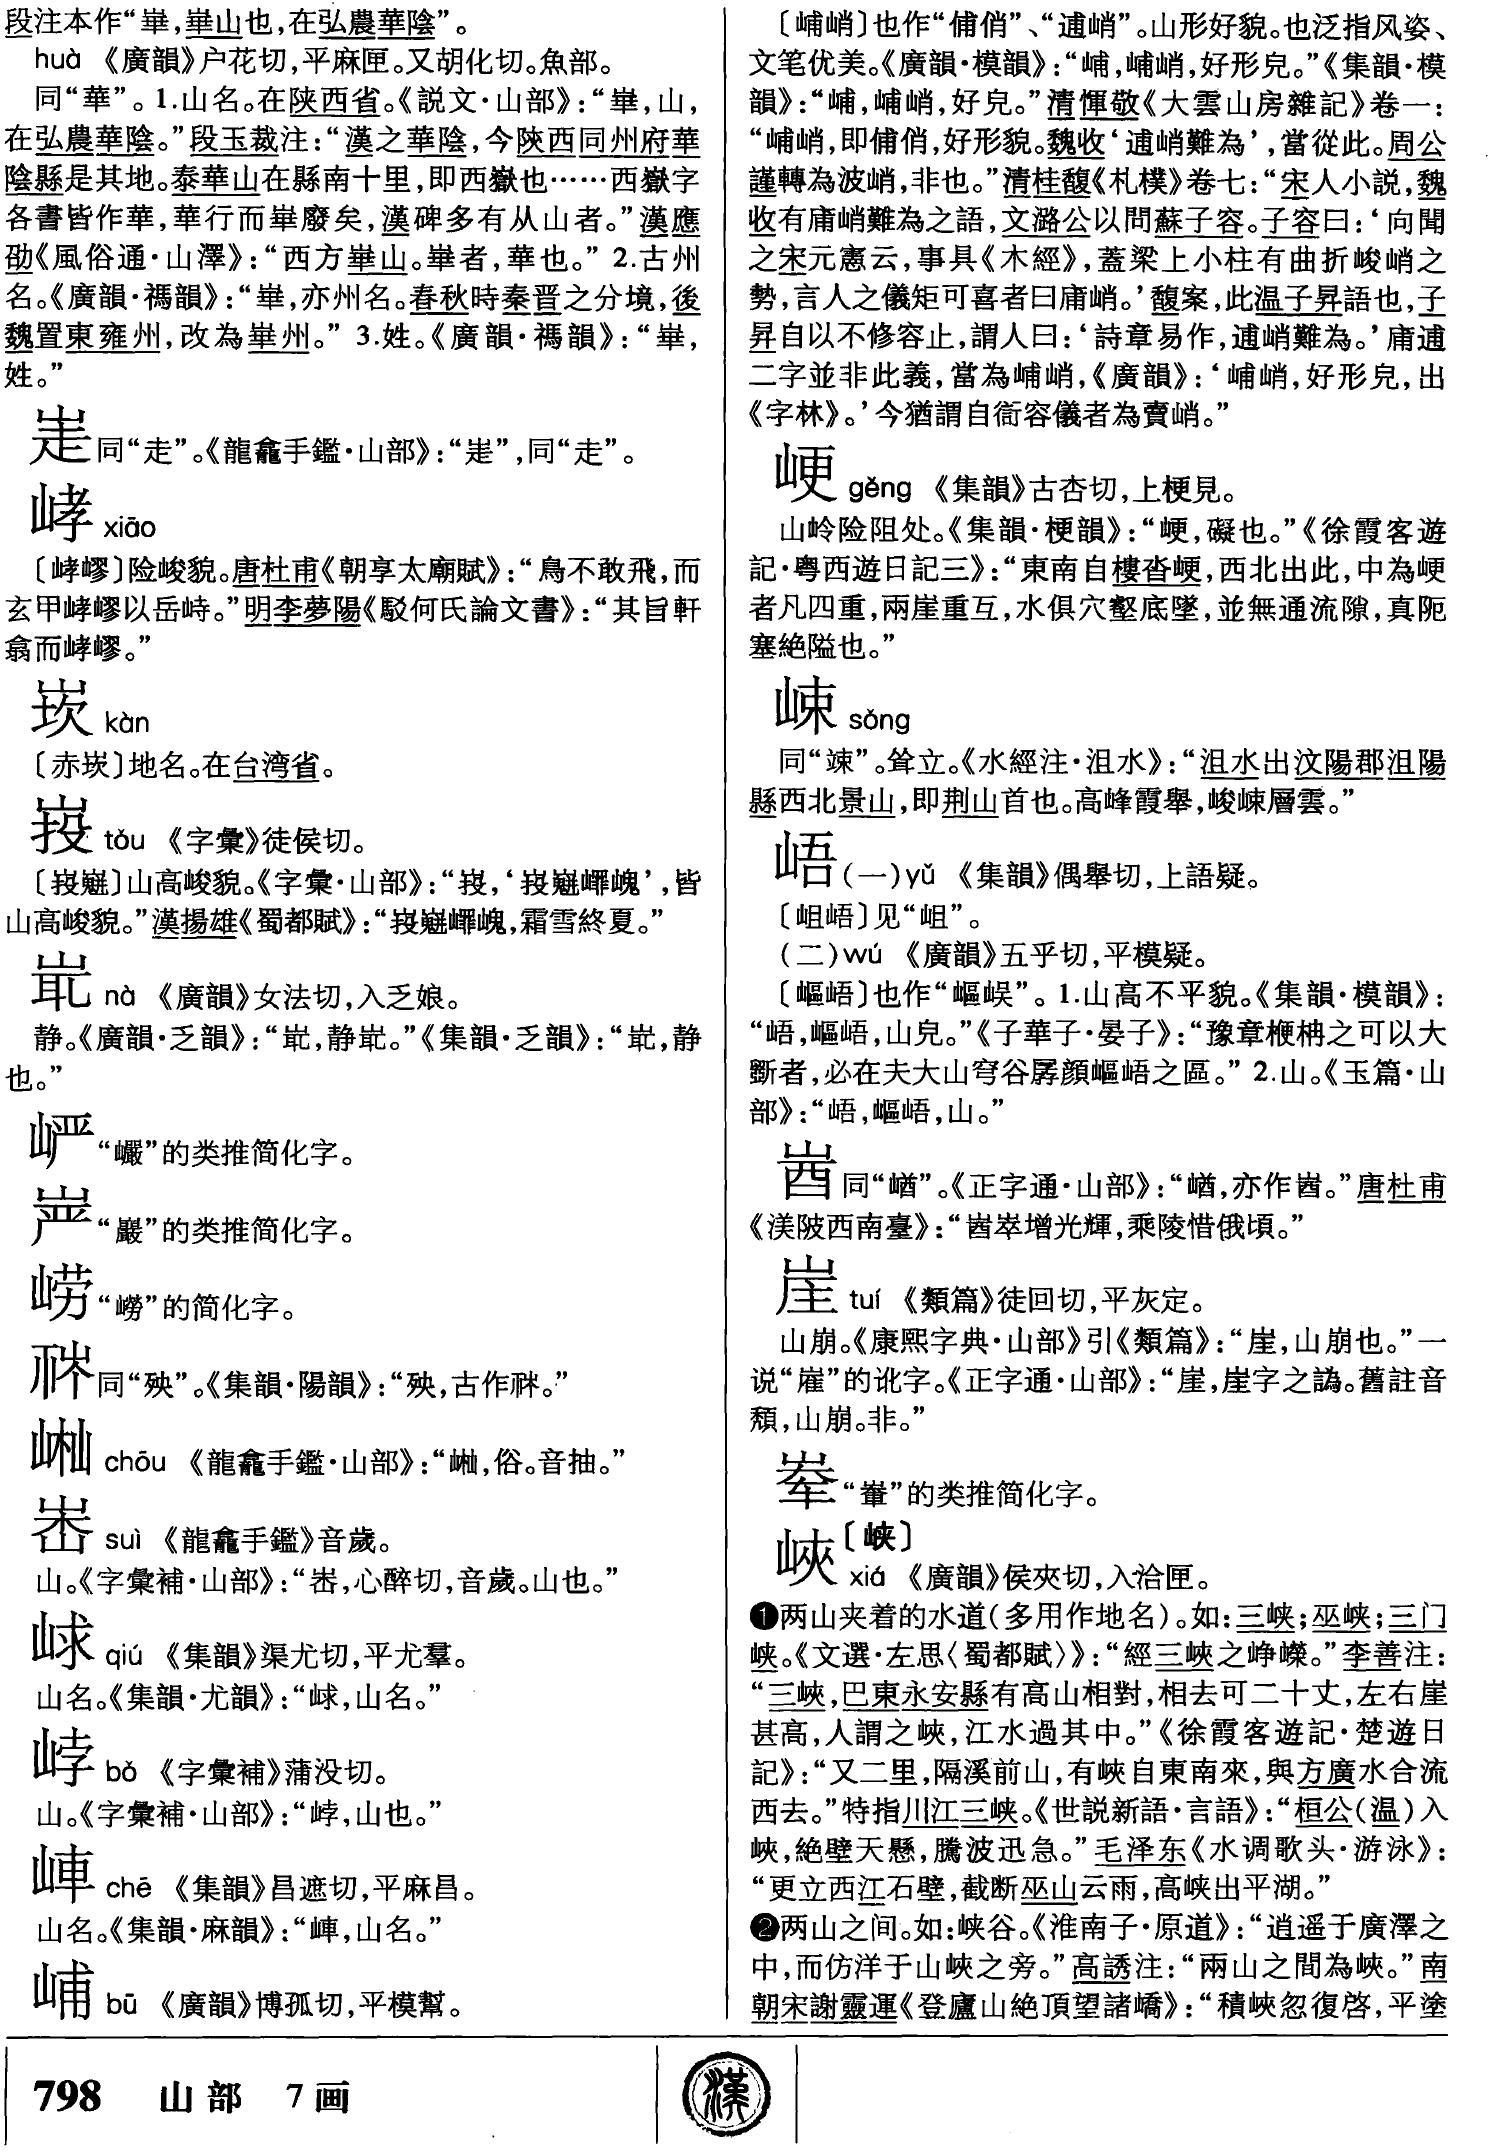 段注本作“崋,崋山也,在弘農華陰”。
huà 《廣韻》户花切,平麻匣。又胡化切。魚部。
同“華”。1.山名。在陕西省。《説文·山部》:“崋,山,
在弘農華陰。”段玉裁注:“漢之華陰,今陝西同州府華
陰縣是其地。泰華山在縣南十里,即西嶽也……西嶽字
各書皆作華,華行而崋廢矣,漢碑多有从山者。”漢應
劭《風俗通·山澤》:“西方崋山。崋者,華也。” 2.古州
名。《廣韻·禡韻》:“崋,亦州名。春秋時秦晋之分境,後
魏置東雍州,改為崋州。” 3.姓。《廣韻·禡韻》:“崋,
姓。”
同“走”。《龍龕手鑑·山部》:“”,同“走”。
峔 xiāo
〔嶚〕险峻貌。唐杜甫《朝享太廟賦》:“鳥不敢飛,而
玄甲嶚以岳峙。”明李夢陽《駁何氏論文書》:“其旨軒
翕而嶚。”
崁 kàn
〔赤崁〕地名。在台湾省。
tǒu 《字彙》徒侯切。
〔〕山高峻貌。《字彙·山部》:“,‘’,皆
山高峻貌。”漢揚雄《蜀都賦》:“,霜雪終夏。”
nà 《廣韻》女法切,入乏娘。
静。《廣韻·乏韻》:“,静。”《集韻·乏韻》:“,静
也。”
“巗”的类推简化字。
“巖”的类推简化字。
崂“嶗”的简化字。
同“殃”。《集韻·陽韻》:“殃,古作。”
chōu 《龍龕手鑑·山部》:“,俗。音抽。”
suì 《龍龕手鑑》音歲。
山。《字彙補·山部》:“,心醉切,音歲。山也。”
崷 qiú 《集韻》渠尤切,平尤羣。
山名。《集韻·尤韻》:“,山名。”
bǒ 《字彙補》蒲没切。
山。《字彙補·山部》:“,山也。”
chē 《集韻》昌遮切,平麻昌。
山名。《集韻·麻韻》:“,山名。”
峬 bū 《廣韻》博孤切,平模幫。
〔峬峭〕也作“俌俏”、“逋峭”。山形好貌。也泛指风姿、
文笔优美。《廣韻·模韻》:“峬,峬峭,好形皃。”《集韻·模
韻》:“峬,峬峭,好皃。”清惲敬《大雲山房雜記》卷一:
“峬峭,即俌俏,好形貌。魏收‘逋峭難為’,當從此。周公
謹轉為波峭,非也。”清桂馥《札樸》卷七:“宋人小説,魏
收有庯峭難為之語,文潞公以問蘇子容。子容曰:‘向聞
之宋元憲云,事具《木經》,蓋梁上小柱有曲折峻峭之
勢,言人之儀矩可喜者曰庯峭。’馥案,此温子昇語也,子
昇自以不修容止,謂人曰:‘詩章易作,逋峭難為。’庯逋
二字並非此義,當為峬峭,《廣韻》:‘峬峭,好形皃,出
《字林》。’今猶謂自衒容儀者為賣峭。”
峺 gěng 《集韻》古杏切,上梗見。
山岭险阻处。《集韻·梗韻》:“峺,礙也。”《徐霞客遊
記·粤西遊日記三》:“東南自樓沓峺,西北出此,中為峺
者凡四重,兩崖重互,水俱穴壑底墜,並無通流隙,真阨
塞絶隘也。”
崠 sǒng
同“竦”。耸立。《水經注·沮水》:“沮水出汶陽郡沮陽
縣西北景山,即荆山首也。高峰霞舉,峻崠層雲。”
峿(一)yǔ 《集韻》偶舉切,上語疑。
〔岨峿〕见“岨”。
(二)wú 《廣韻》五乎切,平模疑。
〔嶇峿〕也作“嶇峿”。1.山高不平貌。《集韻·模韻》:
“峿,嶇峿,山皃。”《子華子·晏子》:“豫章楩柟之可以大
斲者,必在夫大山穹谷孱顔嶇峿之區。” 2.山。《玉篇·山
部》:“峿,嶇峿,山。”
同“崷”。《正字通·山部》:“崷,亦作。”唐杜甫
《渼陂西南臺》:“崒增光輝,乘陵惜俄頃。”
tuí 《類篇》徒回切,平灰定。
山崩。《康熙字典·山部》引《類篇》:“,山崩也。”一
说“”的讹字。《正字通·山部》:“,崖字之譌。舊註音
頽,山崩。非。”
“”的类推简化字。
峽〔峡〕
xiá 《廣韻》侯夾切,入洽匣。
❶两山夹着的水道(多用作地名)。如:三峡;巫峡;三门
峡。《文選·左思〈蜀都賦〉》:“經三峽之峥嶸。”李善注:
“三峽,巴東永安縣有高山相對,相去可二十丈,左右崖
甚高,人謂之峽,江水過其中。”《徐霞客遊記·楚遊日
記》:“又二里,隔溪前山,有峽自東南來,與方廣水合流
西去。”特指川江三峡。《世説新語·言語》:“桓公(温)入
峽,絶壁天懸,騰波迅急。”毛泽东《水调歌头·游泳》:
“更立西江石壁,截断巫山云雨,高峡出平湖。”
❷两山之间。如:峡谷。《淮南子·原道》:“逍遥于廣澤之
中,而仿洋于山峽之旁。”高誘注:“兩山之間為峽。”南
朝宋謝靈運《登廬山絶頂望諸嶠》:“積峽忽復啓,平塗
798 山部 7画
漢